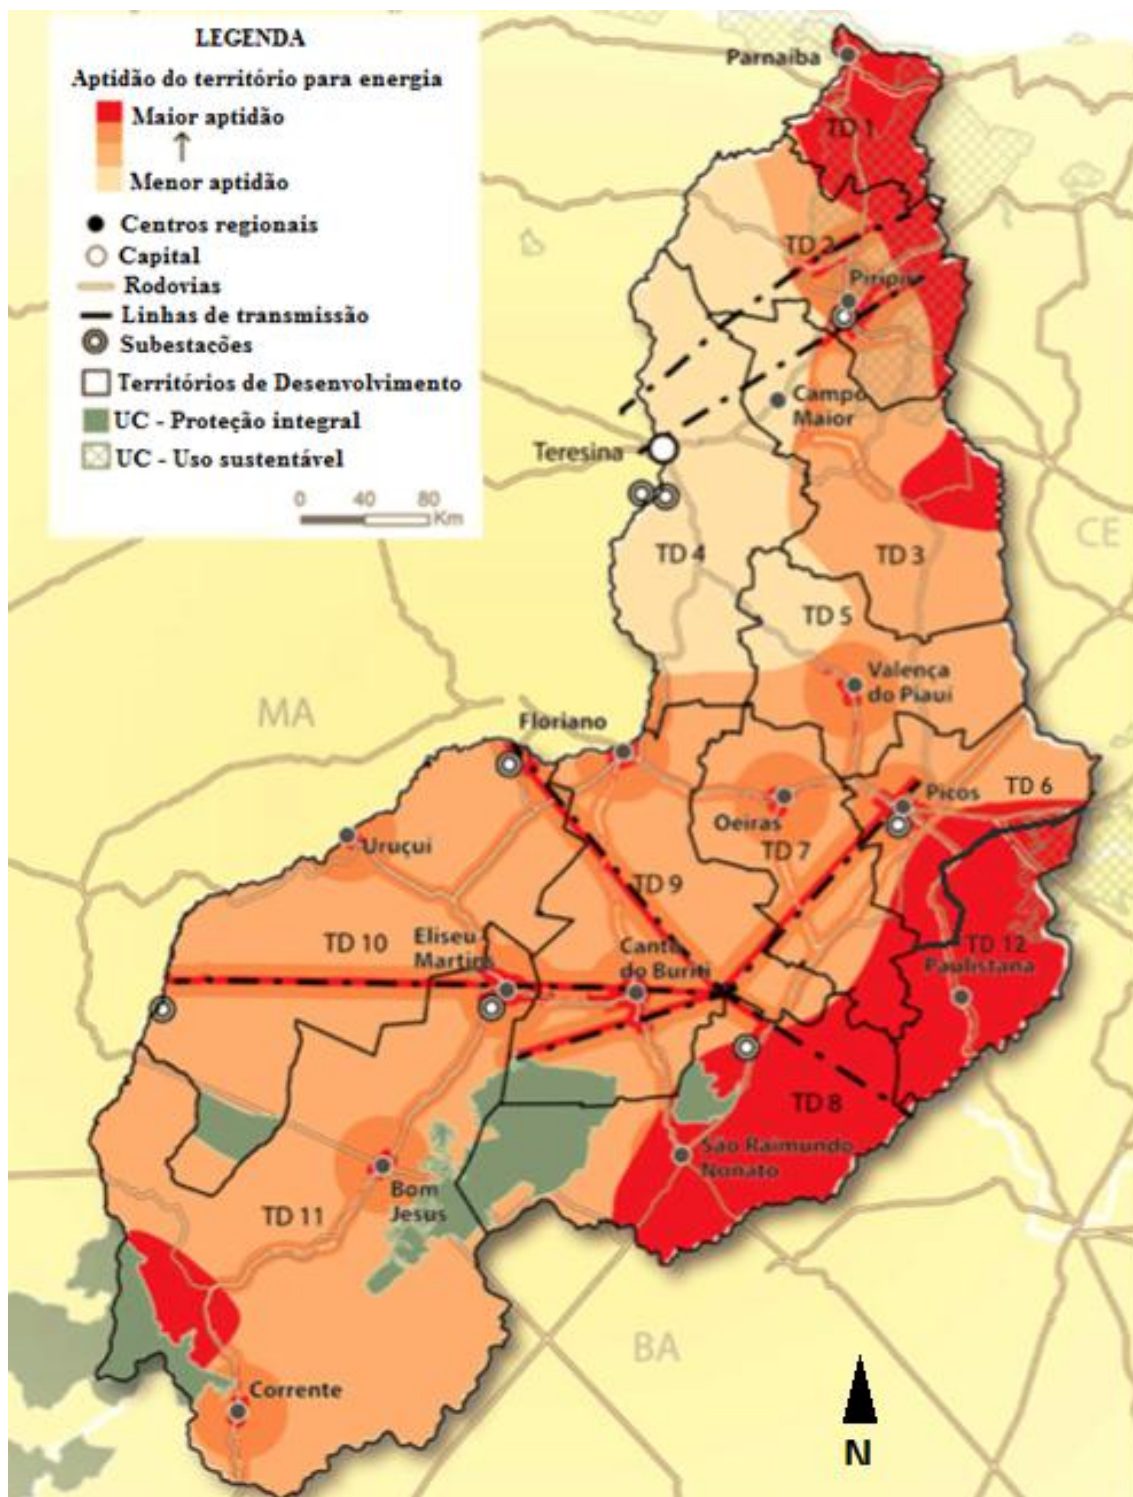 LEGENDA
Aptidão do território para energia
Maior aptidão
Menor aptidão
Centros regionais
Capital
Rodovias
Linhas de transmissão
Subestações
Territórios de Desenvolvimento
UC - Proteção integral
UC - Uso sustentável
0 40 80
Km
Parnaíba
TD 1
TD 2
Piripiri
Campo
Maior
Teresina
CE
TD 4
TD 3
TD 5
Valença
do Piauí
MA
Floriano
TD 6
Picos
Oeiras
Uruçuí
TD 7
TD 9
TD 10
Eliseu
Martins
Canto
do Buriti
TD 12
Paulistana
TD 8
São Raimundo
Nonato
Bom
Jesus
TD 11
BA
Corrente
N